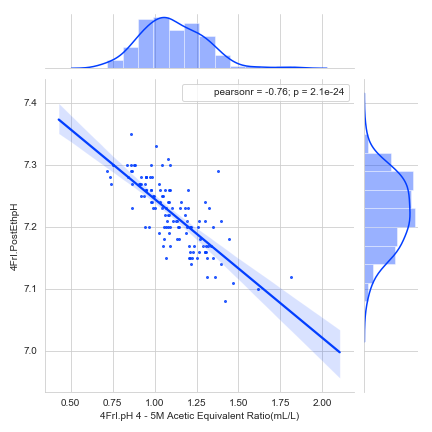 pearsonr = -0.76; p = 2.1e-24
7.4
7.3
7.2
7.1
7.0
4FrI.PostEthpH
0.50 0.75 1.00 1.25 1.50 1.75 2.00
4FrI.pH 4 - 5M Acetic Equivalent Ratio(mL/L)